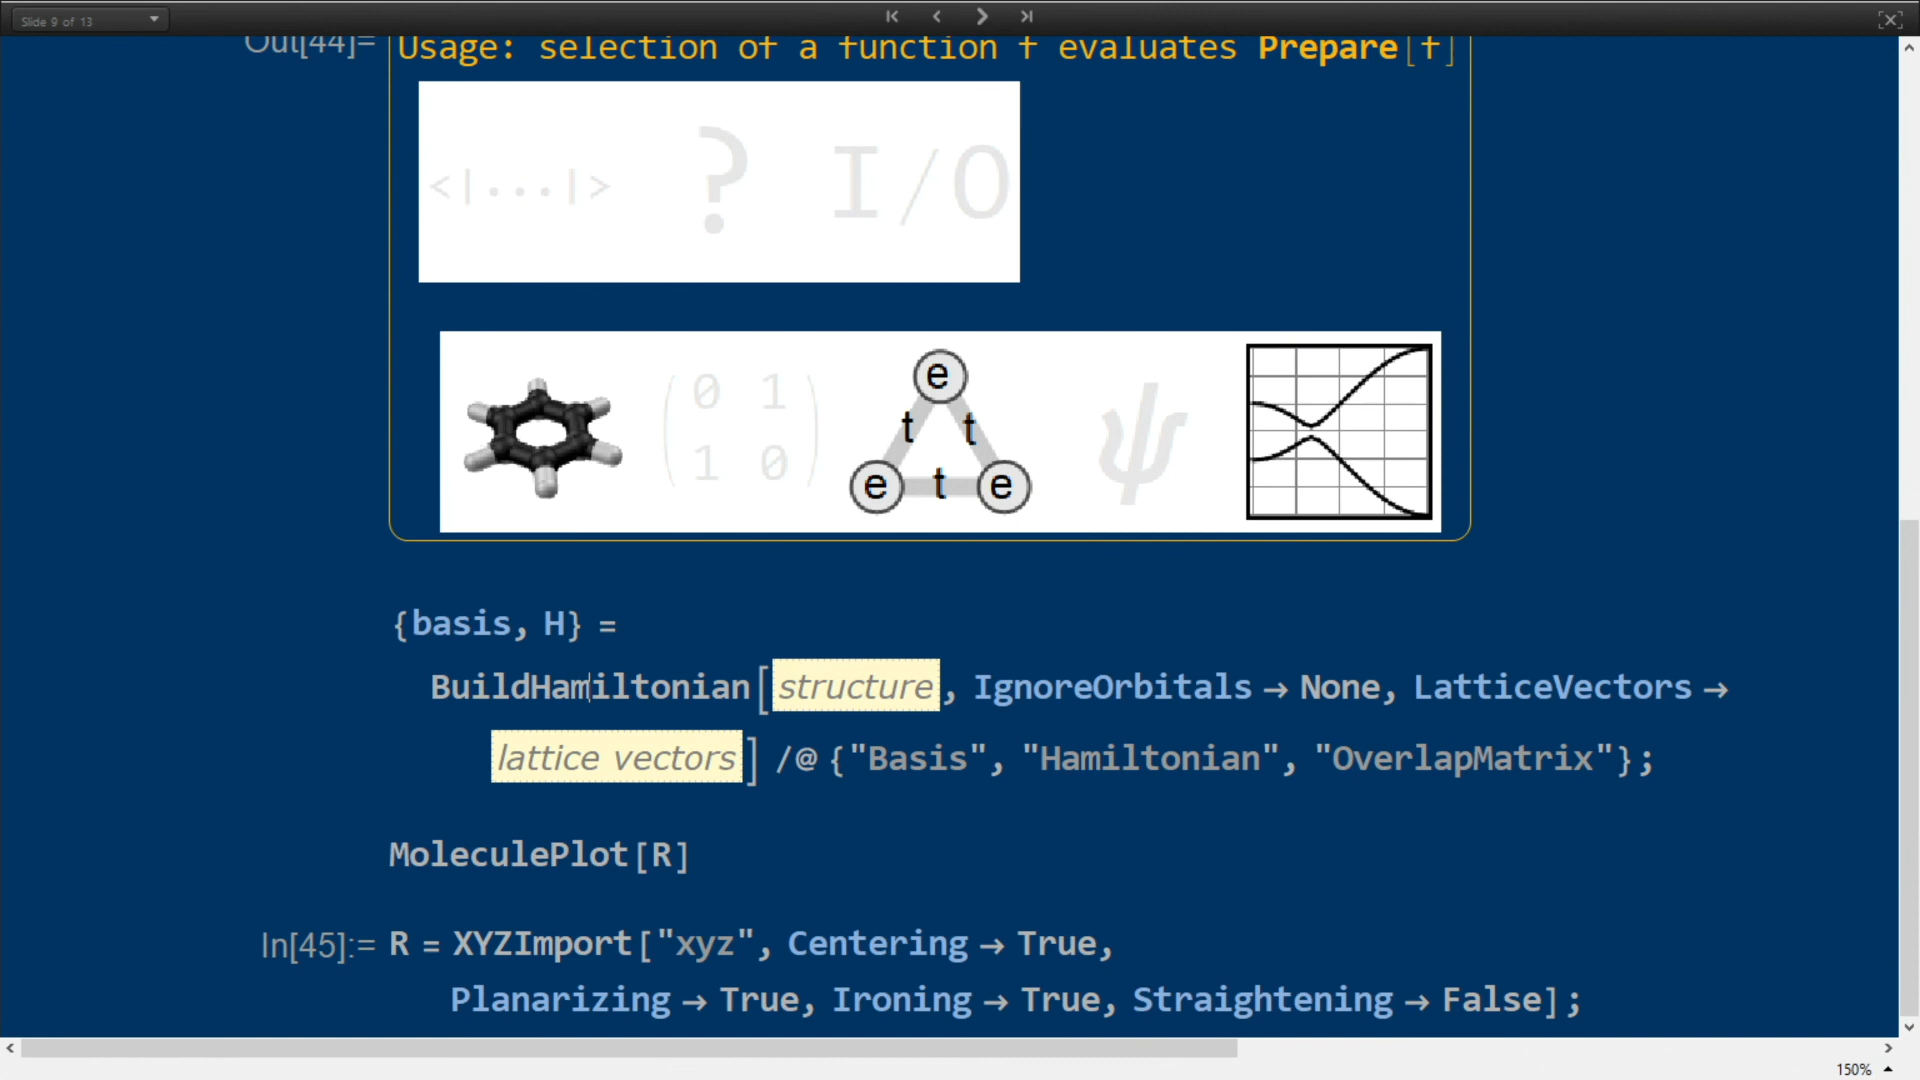 Slide 9 of 13
Out[44]= Usage: selection of a function f evaluates Prepare[f]
<|...|> ? I/O
e
0 1
t t
ψ
1 0
e t e
{basis, H} =
BuildHamiltonian[structure, IgnoreOrbitals → None, LatticeVectors →
lattice vectors] /@ {"Basis", "Hamiltonian", "OverlapMatrix"};
MoleculePlot[R]
In[45]:= R = XYZImport["xyz", Centering → True,
Planarizing → True, Ironing → True, Straightening → False];
150%